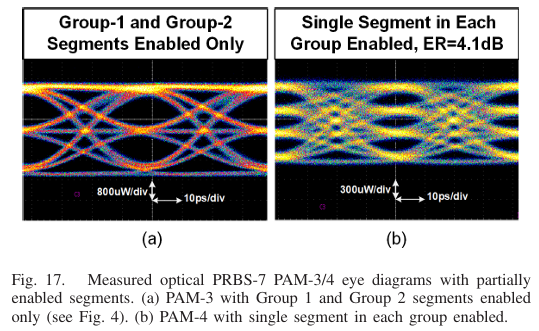 Group-1 and Group-2
Segments Enabled Only
Single Segment in Each
Group Enabled, ER=4.1dB
800uW/div
10ps/div
300uW/div
10ps/div
(a)
(b)
Fig. 17. Measured optical PRBS-7 PAM-3/4 eye diagrams with partially
enabled segments. (a) PAM-3 with Group 1 and Group 2 segments enabled
only (see Fig. 4). (b) PAM-4 with single segment in each group enabled.